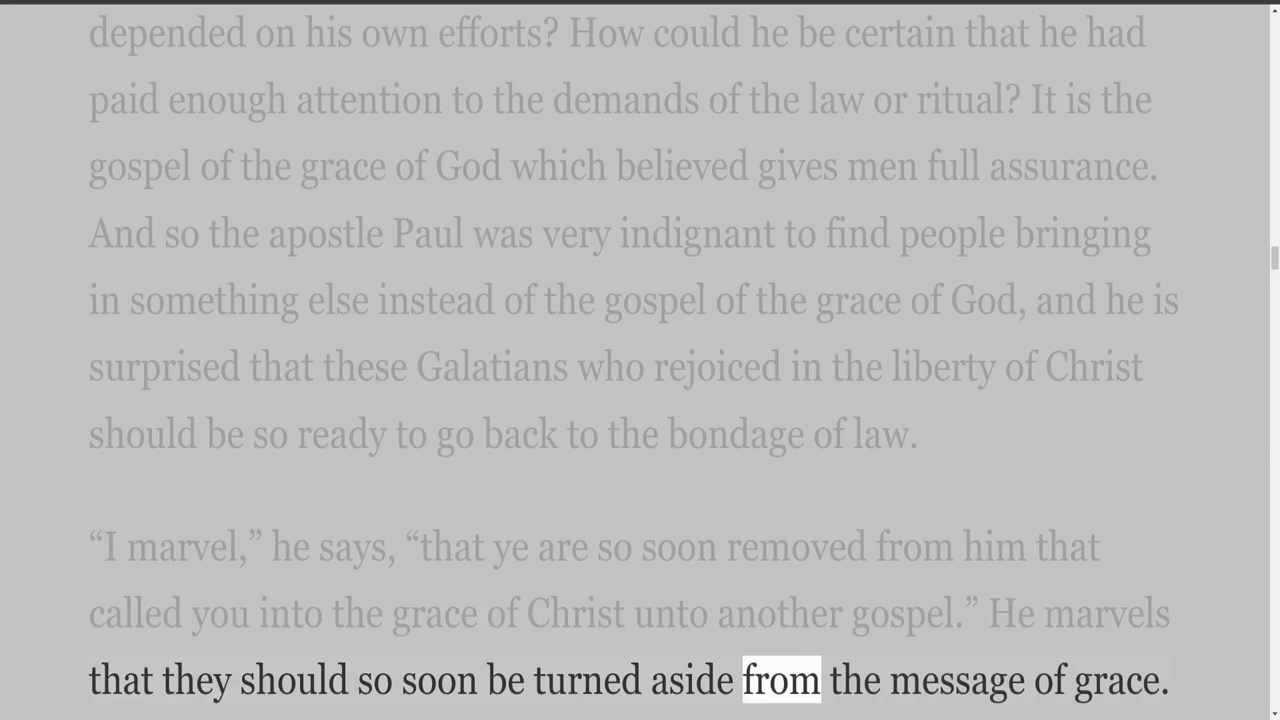 depended on his own efforts? How could he be certain that he had
paid enough attention to the demands of the law or ritual? It is the
gospel of the grace of God which believed gives men full assurance.
And so the apostle Paul was very indignant to find people bringing
in something else instead of the gospel of the grace of God, and he is
surprised that these Galatians who rejoiced in the liberty of Christ
should be so ready to go back to the bondage of law.
“I marvel,” he says, “that ye are so soon removed from him that
called you into the grace of Christ unto another gospel.” He marvels
that they should so soon be turned aside from the message of grace.